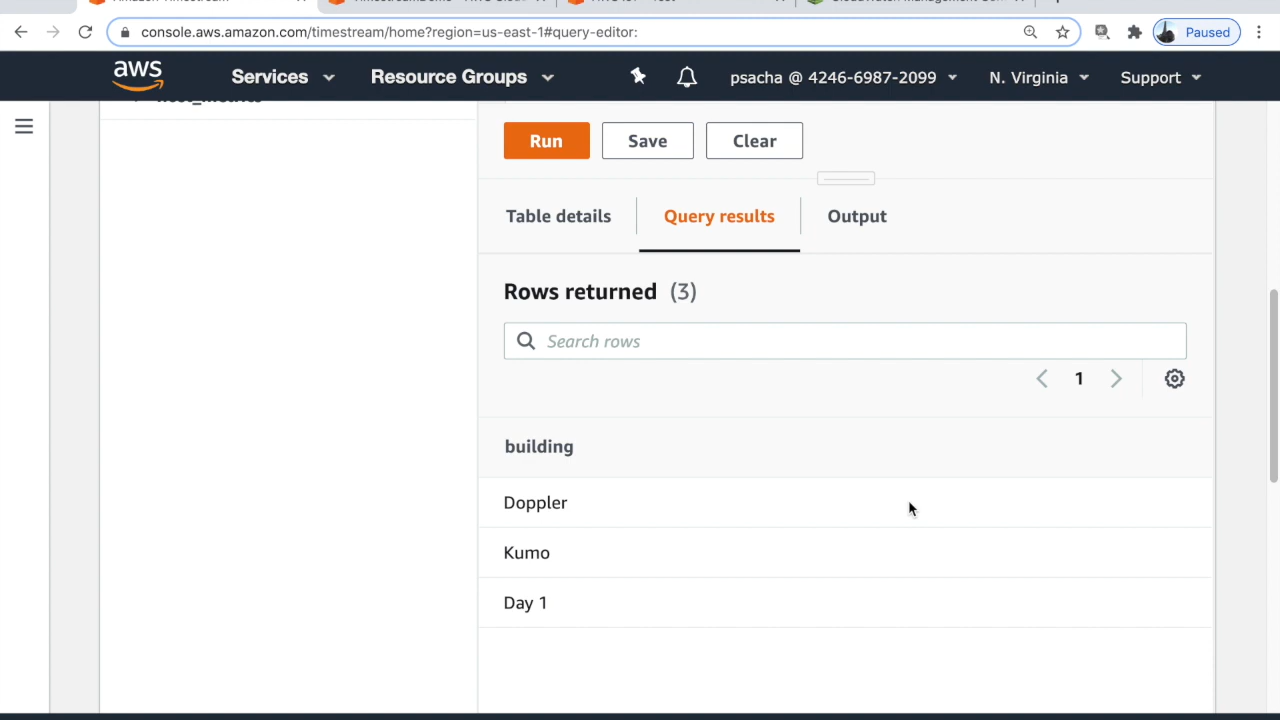 console.aws.amazon.com/timestream/home?region=us-east-1#query-editor:
Paused
aws
Services
Resource Groups
psacha @ 4246-6987-2099
N. Virginia
Support
Run
Save
Clear
Table details
Query results
Output
Rows returned (3)
Search rows
1
building
Doppler
Kumo
Day 1